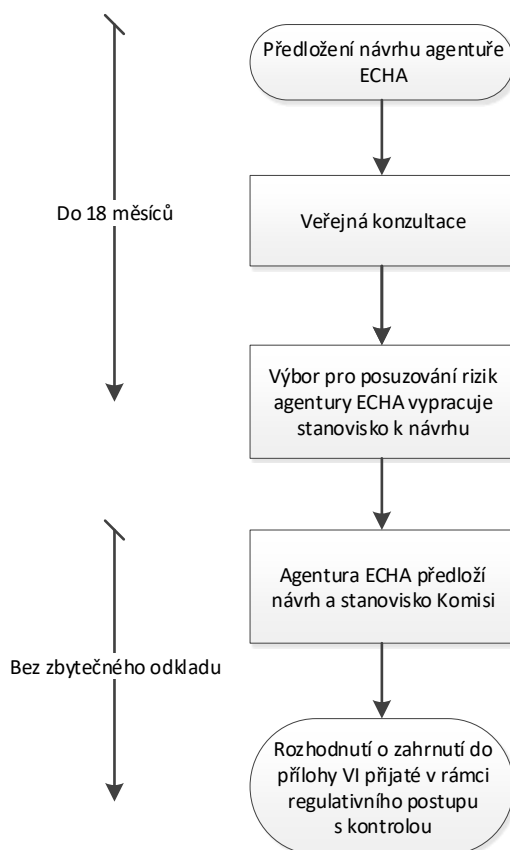 Předložení návrhu agentuře
ECHA
Do 18 měsíců
Veřejná konzultace
Výbor pro posuzování rizik
agentury ECHA vypracuje
stanovisko k návrhu
Agentura ECHA předloží
návrh a stanovisko Komisi
Bez zbytečného odkladu
Rozhodnutí o zahrnutí do
přílohy VI přijaté v rámci
regulativního postupu
s kontrolou